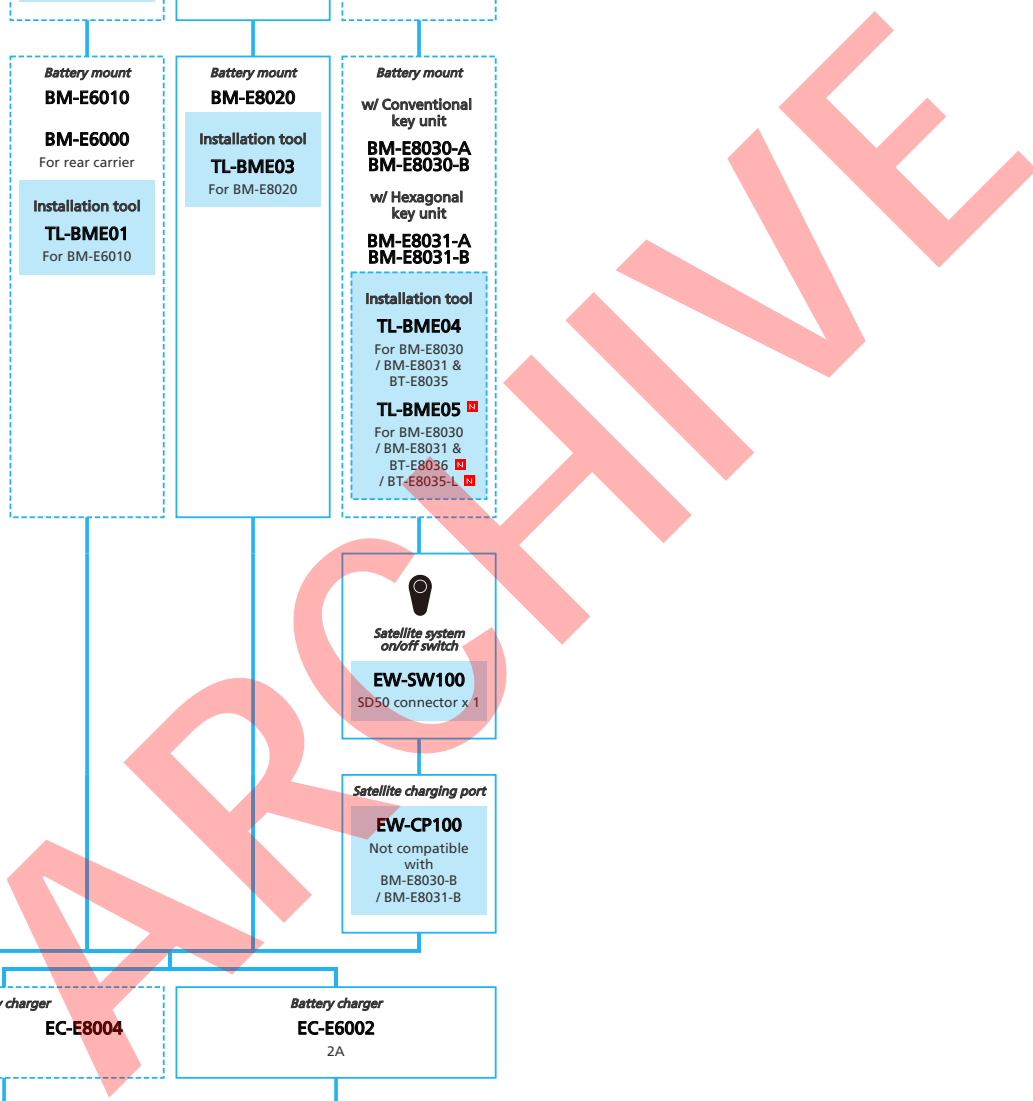 Battery mount
BM-E6010
BM-E6000
For rear carrier
Installation tool
TL-BME01
For BM-E6010
Battery mount
BM-E8020
Installation tool
TL-BME03
For BM-E8020
Battery mount
w/ Conventional
key unit
BM-E8030-A
BM-E8030-B
w/ Hexagonal
key unit
BM-E8031-A
BM-E8031-B
Installation tool
TL-BME04
For BM-E8030
/ BM-E8031 &
BT-E8035
TL-BME05 N
For BM-E8030
/ BM-E8031 &
BT-E8036 N
/ BT-E8035-L N
Satellite system
on/off switch
EW-SW100
SD50 connector x 1
Satellite charging port
EW-CP100
Not compatible
with
BM-E8030-B
/ BM-E8031-B
y charger
EC-E8004
Battery charger
EC-E6002
2A
ARCHIVE